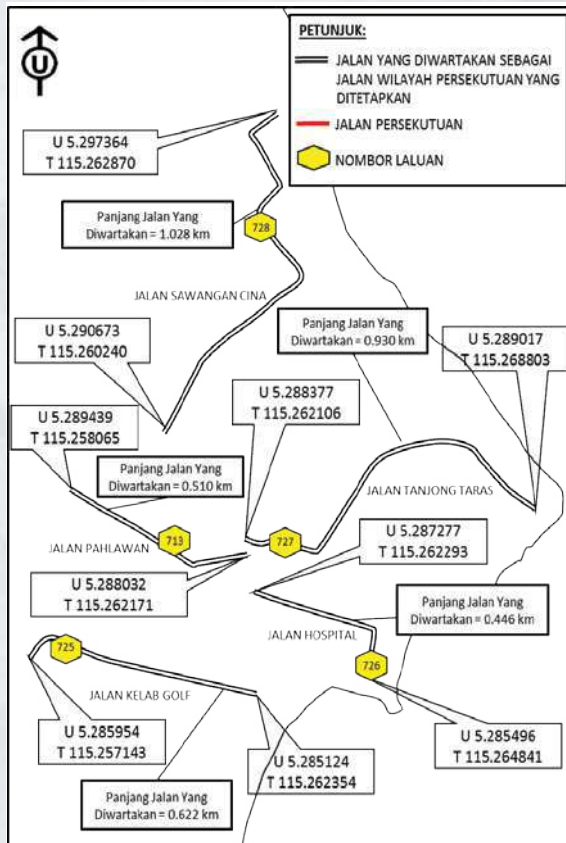 U
PETUNJUK:
JALAN YANG DIWARTAKAN SEBAGAI
JALAN WILAYAH PERSEKUTUAN YANG
DITETAPKAN
JALAN PERSEKUTUAN
NOMBOR LALUAN
U 5.297364
T 115.262870
Panjang Jalan Yang
Diwartakan = 1.028 km
728
JALAN SAWANGAN CINA
U 5.290673
T 115.260240
Panjang Jalan Yang
Diwartakan = 0.930 km
U 5.289017
T 115.268803
U 5.289439
T 115.258065
U 5.288377
T 115.262106
Panjang Jalan Yang
Diwartakan = 0.510 km
JALAN TANJONG TARAS
713
727
JALAN PAHLAWAN
U 5.287277
T 115.262293
U 5.288032
T 115.262171
Panjang Jalan Yang
Diwartakan = 0.446 km
JALAN HOSPITAL
725
726
JALAN KELAB GOLF
U 5.285954
T 115.257143
U 5.285124
T 115.262354
U 5.285496
T 115.264841
Panjang Jalan Yang
Diwartakan = 0.622 km